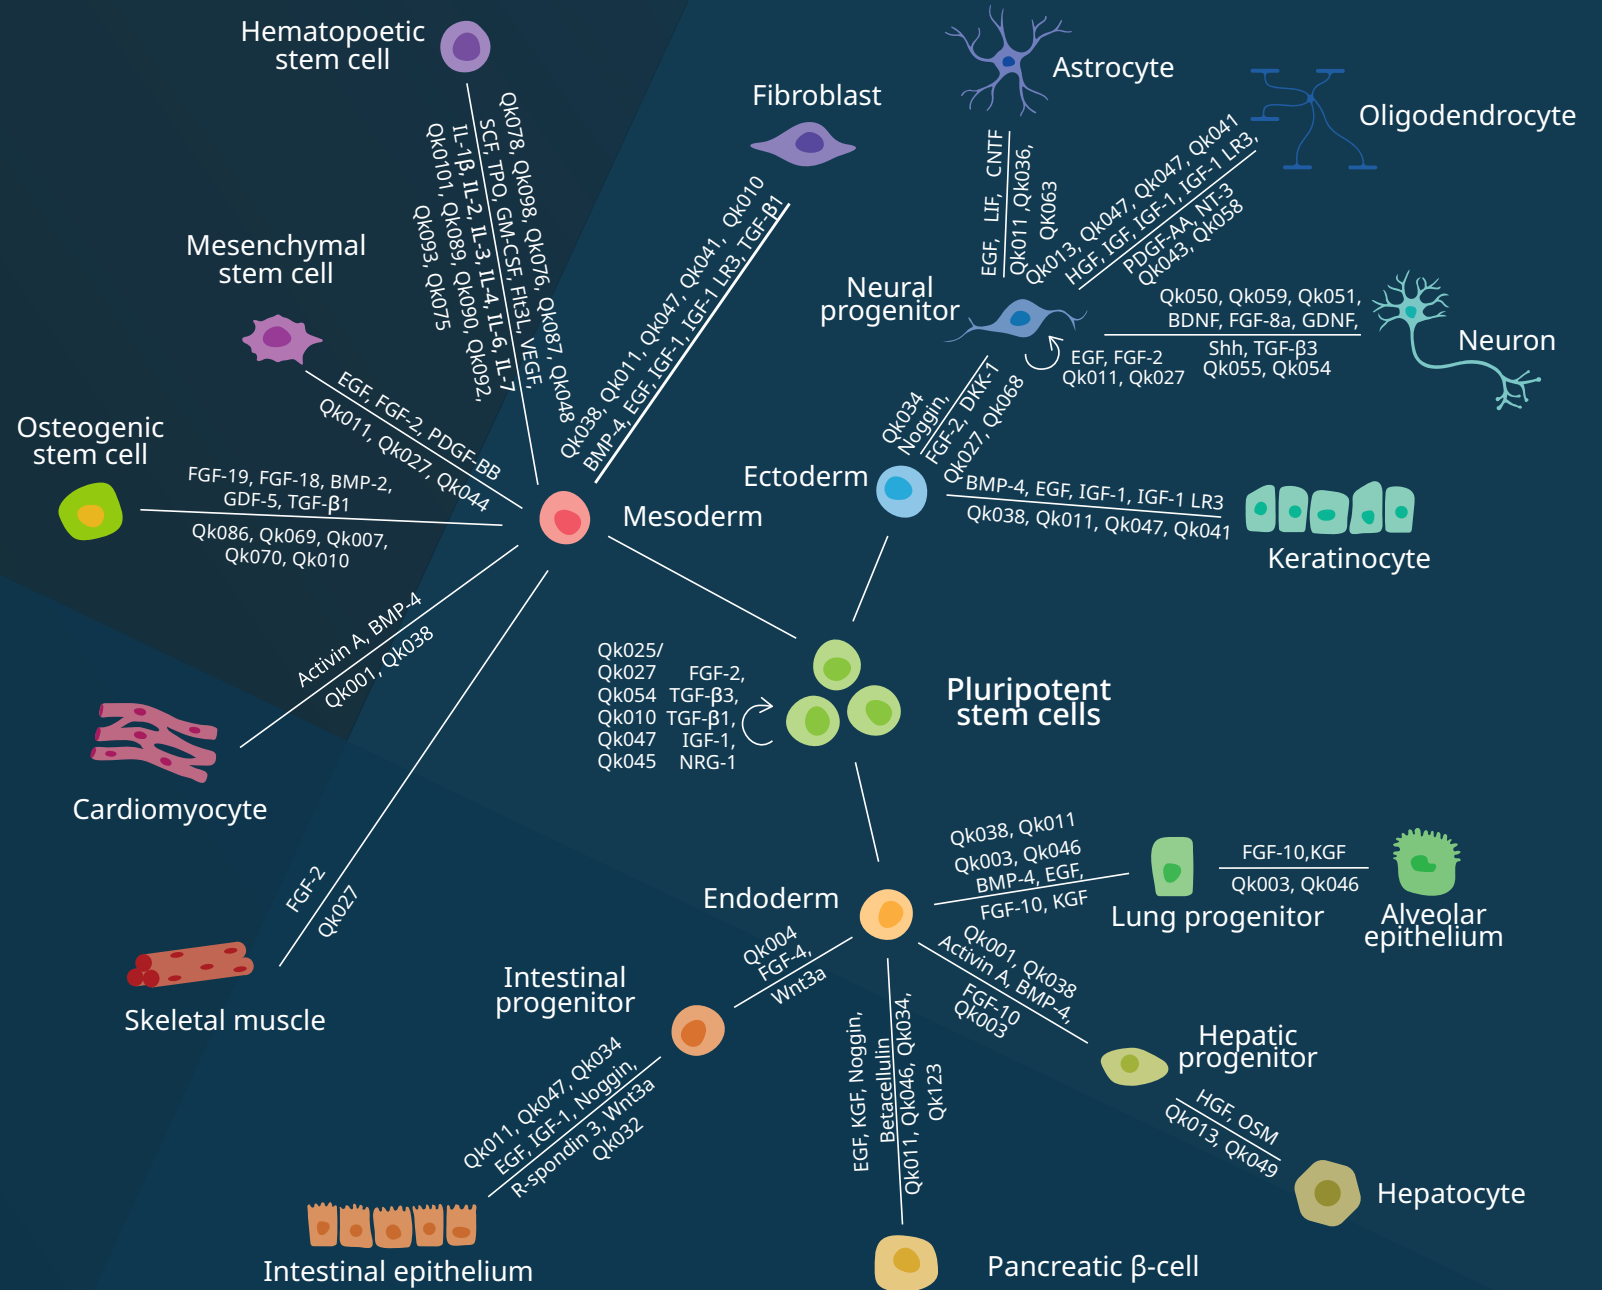 Hematopoetic
stem cell
Qk078, Qk098, Qk076, Qk087, Qk048
SCF, TPO, GM-CSF, Flt3L, VEGF,
IL-1β, IL-2, IL-3, IL-4, IL-6, IL-7
Qk0101, Qk089, Qk090, Qk092,
Qk093, Qk075
Fibroblast
Qk038, Qk011, Qk047, Qk041, Qk010
BMP-4, EGF, IGF-1, IGF-1 LR3, TGF-β1
Astrocyte
EGF, LIF, CNTF
Qk011 ,Qk036,
QK063
Oligodendrocyte
Qk013, Qk047, Qk047, Qk041
HGF, IGF, IGF-1, IGF-1 LR3,
PDGF-AA, NT-3
Qk043, Qk058
Mesenchymal
stem cell
EGF, FGF-2, PDGF-BB
Qk011, Qk027, Qk044
Neural
progenitor
EGF, FGF-2
Qk011, Qk027
Qk050, Qk059, Qk051,
BDNF, FGF-8a, GDNF,
Shh, TGF-β3
Qk055, Qk054
Neuron
Qk034
Noggin,
FGF-2, DKK-1
Qk027, Qk068
Osteogenic
stem cell
FGF-19, FGF-18, BMP-2,
GDF-5, TGF-β1
Qk086, Qk069, Qk007,
Qk070, Qk010
Mesoderm
Ectoderm
BMP-4, EGF, IGF-1, IGF-1 LR3
Qk038, Qk011, Qk047, Qk041
Keratinocyte
Activin A, BMP-4
Qk001, Qk038
Cardiomyocyte
Qk025/
Qk027 FGF-2,
Qk054 TGF-β3,
Qk010 TGF-β1,
Qk047 IGF-1,
Qk045 NRG-1
Pluripotent
stem cells
FGF-2
Qk027
Skeletal muscle
Endoderm
Qk038, Qk011
Qk003, Qk046
BMP-4, EGF,
FGF-10, KGF
Lung progenitor
FGF-10,KGF
Qk003, Qk046
Alveolar
epithelium
Qk004
FGF-4,
Wnt3a
Intestinal
progenitor
Qk001, Qk038
Activin A, BMP-4,
FGF-10
Qk003
Hepatic
progenitor
HGF, OSM
Qk013, Qk049
Hepatocyte
Qk011, Qk047, Qk034
EGF, IGF-1, Noggin,
R-spondin 3, Wnt3a
Qk032
Intestinal epithelium
EGF, KGF, Noggin,
Betacellulin
Qk011, Qk046, Qk034,
Qk123
Pancreatic β-cell